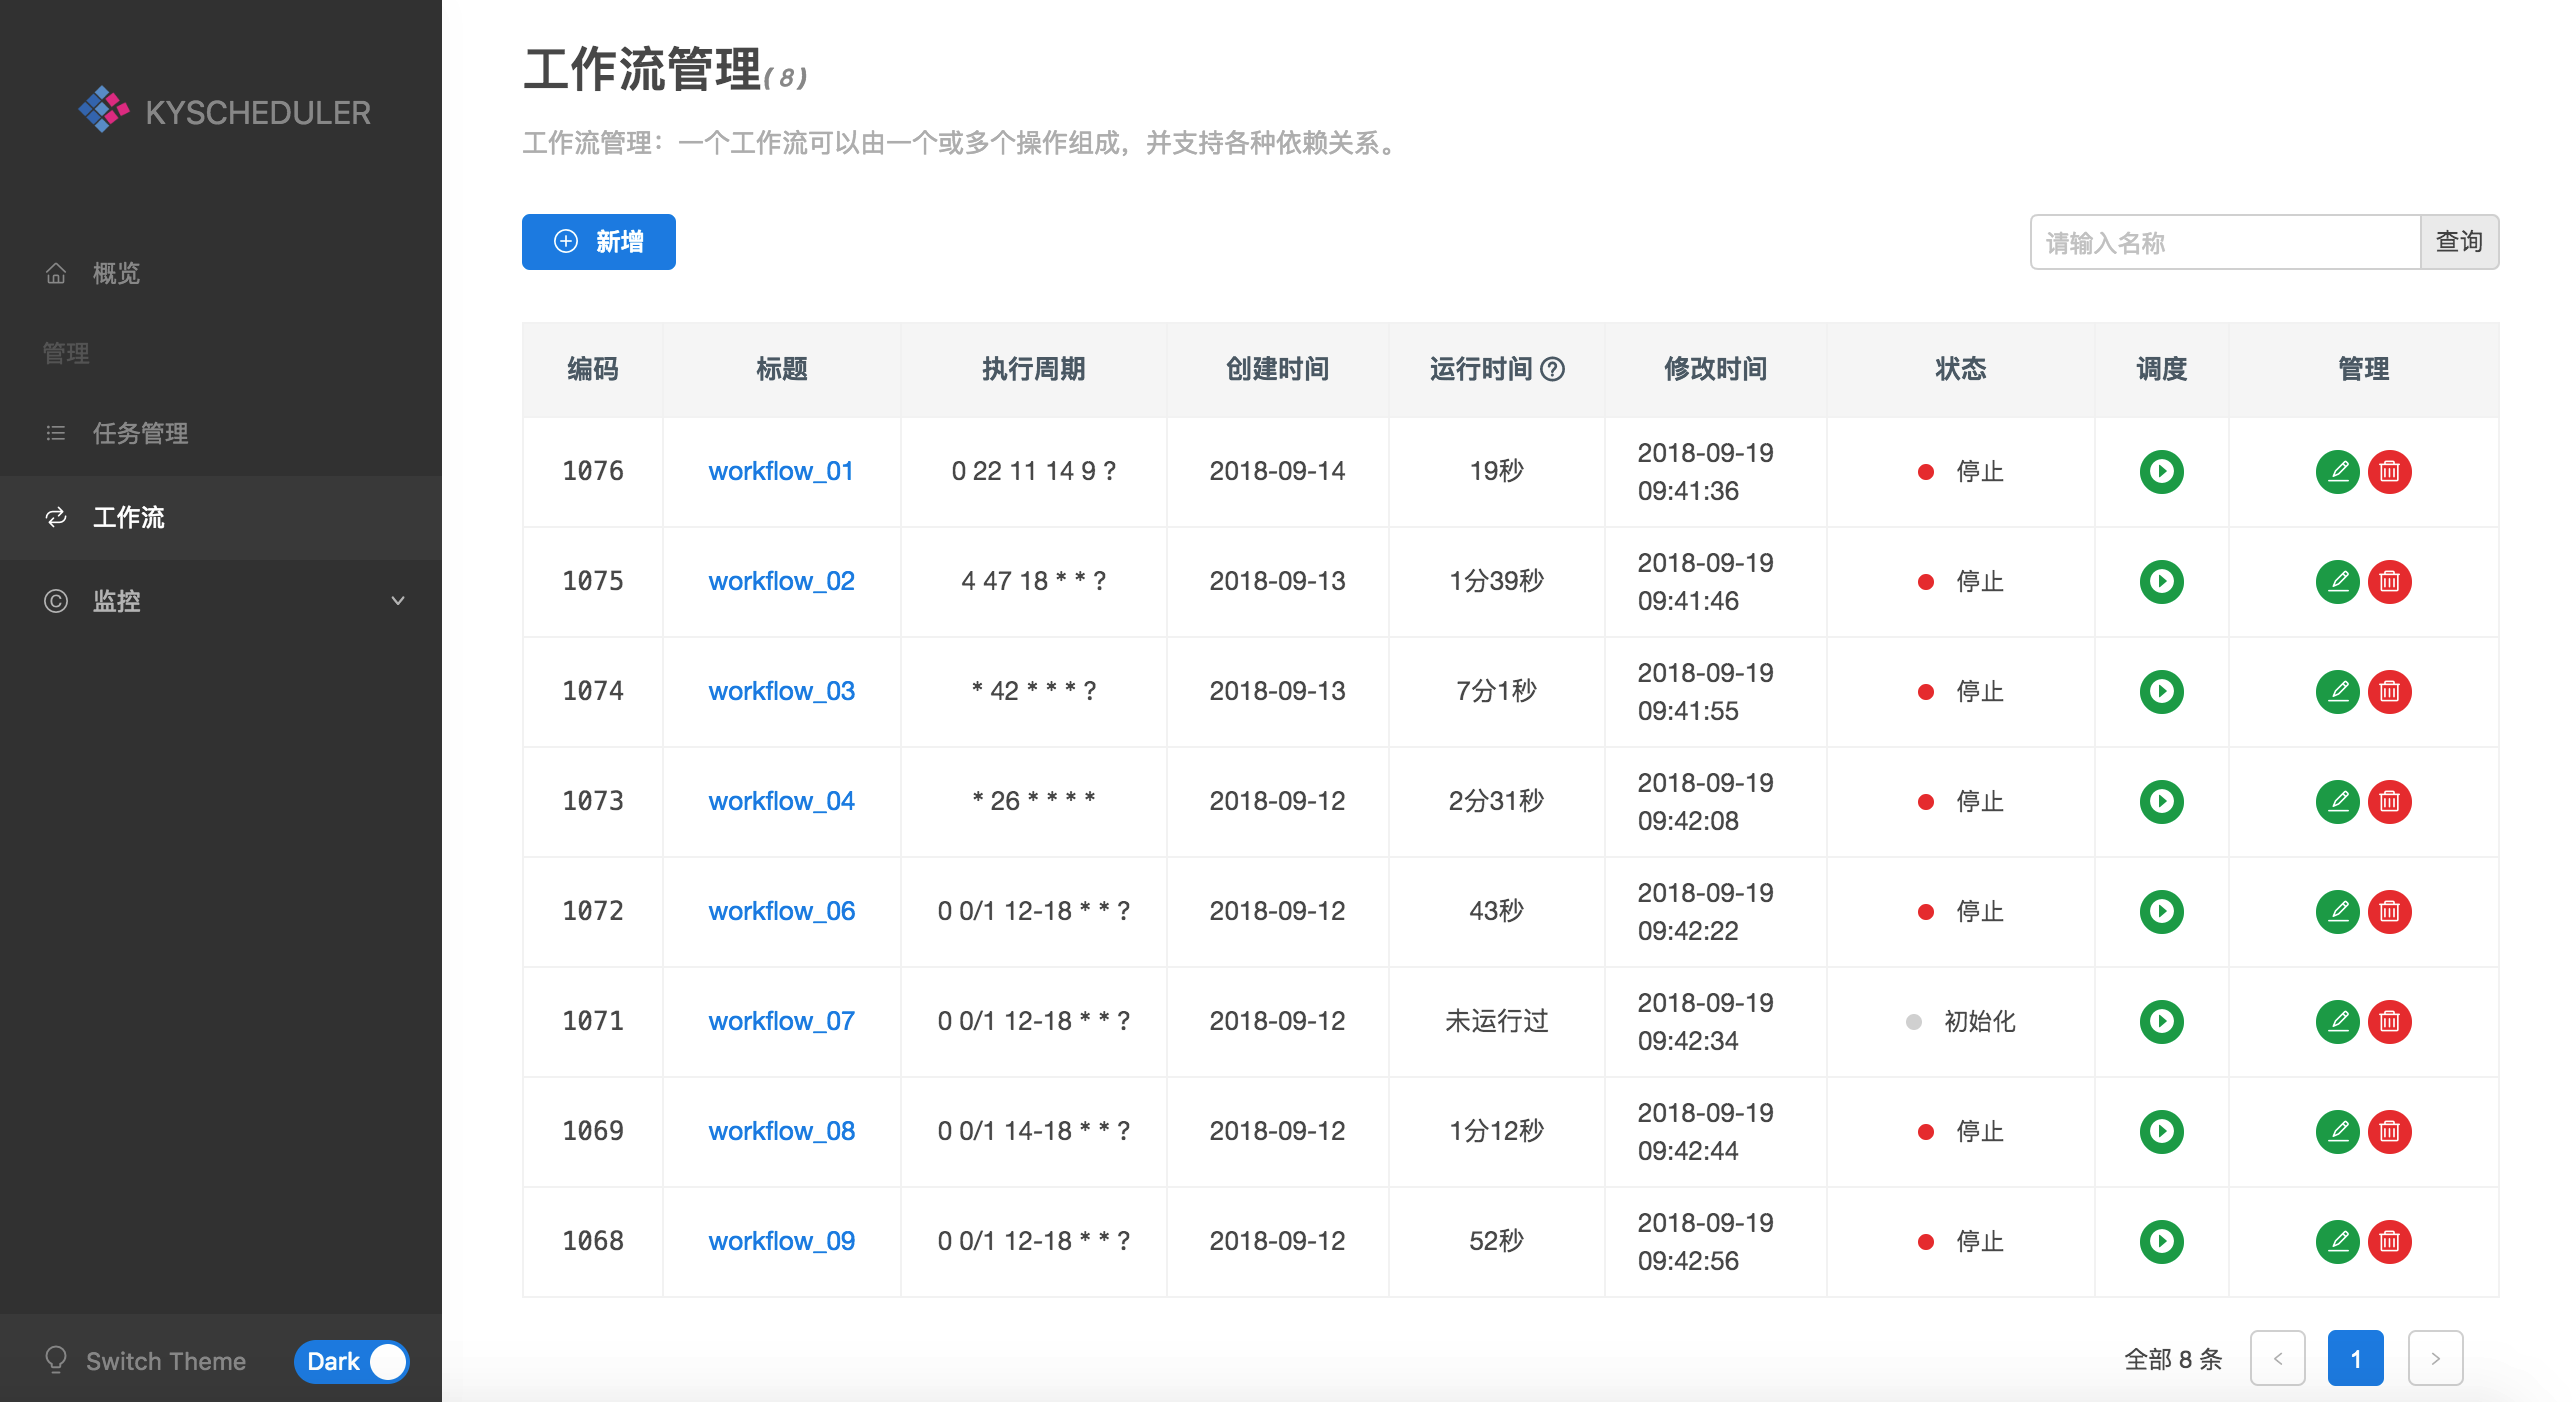 KYSCHEDULER
概览
管理
任务管理
工作流
监控
Switch Theme
Dark
工作流管理(8)
工作流管理：一个工作流可以由一个或多个操作组成，并支持各种依赖关系。
新增
请输入名称 查询
编码 标题 执行周期 创建时间 运行时间 修改时间 状态 调度 管理
1076 workflow_01 0 22 11 14 9 ? 2018-09-14 19秒 2018-09-19 09:41:36 停止
1075 workflow_02 4 47 18 * * ? 2018-09-13 1分39秒 2018-09-19 09:41:46 停止
1074 workflow_03 * 42 * * * ? 2018-09-13 7分1秒 2018-09-19 09:41:55 停止
1073 workflow_04 * 26 * * * * 2018-09-12 2分31秒 2018-09-19 09:42:08 停止
1072 workflow_06 0 0/1 12-18 * * ? 2018-09-12 43秒 2018-09-19 09:42:22 停止
1071 workflow_07 0 0/1 12-18 * * ? 2018-09-12 未运行过 2018-09-19 09:42:34 初始化
1069 workflow_08 0 0/1 14-18 * * ? 2018-09-12 1分12秒 2018-09-19 09:42:44 停止
1068 workflow_09 0 0/1 12-18 * * ? 2018-09-12 52秒 2018-09-19 09:42:56 停止
全部 8 条 < 1 >